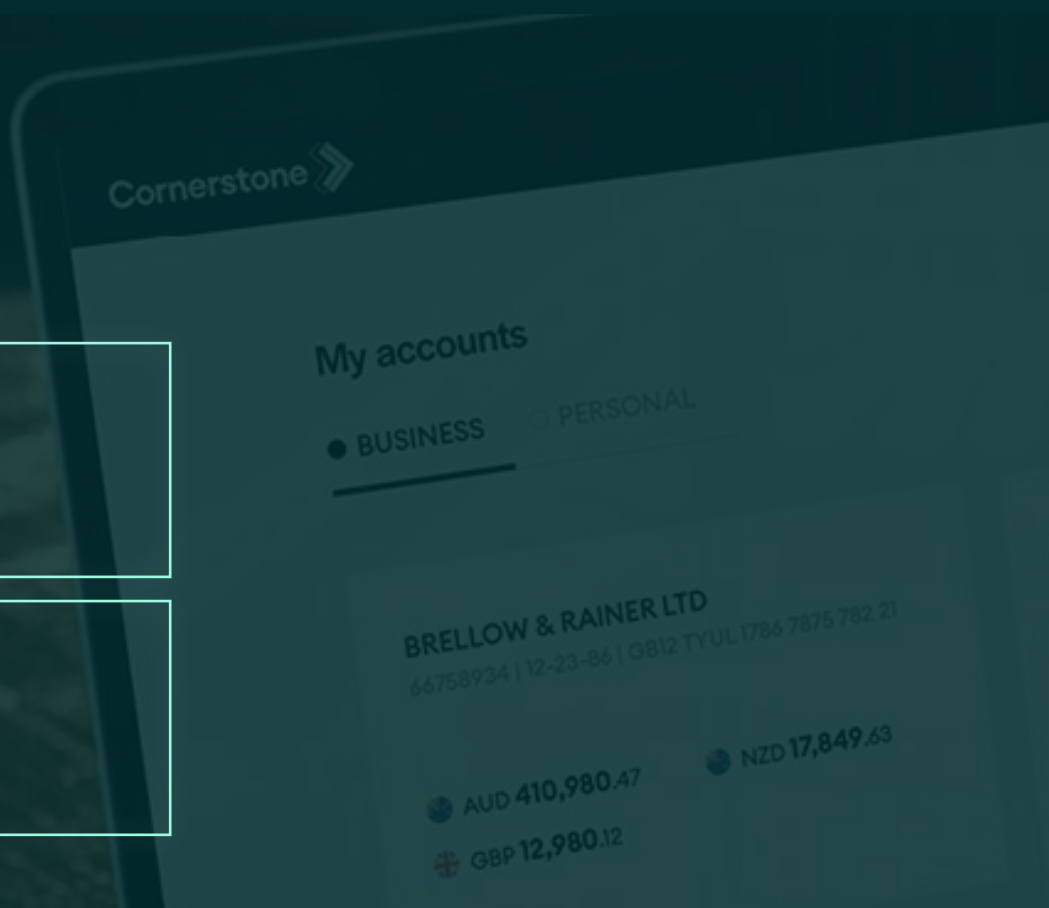 Cornerstone
My accounts
BUSINESS PERSONAL
BRELLOW & RAINER LTD
66758934 | 12-23-86 | GB12 TYUL 1786 7875 782 21
AUD 410,980.47 NZD 17,849.63
GBP 12,980.12